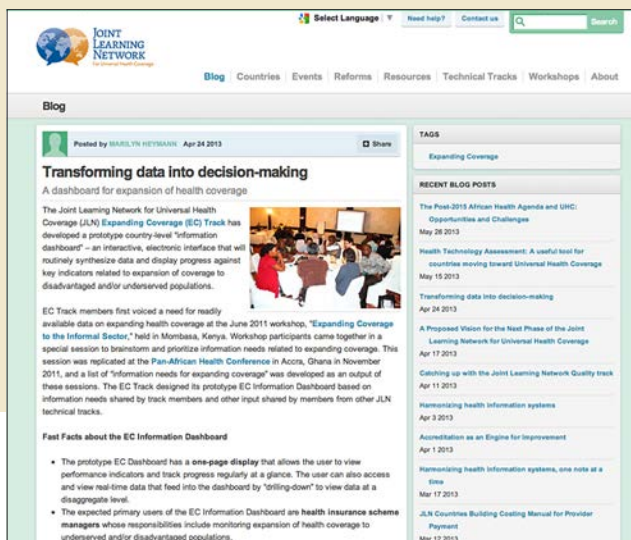 Select Language
Need help?
Contact us
Search
JOINT
LEARNING
NETWORK
For Universal Health Coverage
Blog
Countries
Events
Reforms
Resources
Technical Tracks
Workshops
About
Blog
Posted by MARILYN HEYMANN Apr 24 2013
Share
Transforming data into decision-making
A dashboard for expansion of health coverage
The Joint Learning Network for Universal Health
Coverage (JLN) Expanding Coverage (EC) Track has
developed a prototype country-level "information
dashboard" – an interactive, electronic interface that will
routinely synthesize data and display progress against
key indicators related to expansion of coverage to
disadvantaged and/or underserved populations.
EC Track members first voiced a need for readily
available data on expanding health coverage at the June 2011 workshop, "Expanding Coverage
to the Informal Sector," held in Mombasa, Kenya. Workshop participants came together in a
special session to brainstorm and prioritize information needs related to expanding coverage. This
session was replicated at the Pan-African Health Conference in Accra, Ghana in November
2011, and a list of "information needs for expanding coverage" was developed as an output of
these sessions. The EC Track designed its prototype EC Information Dashboard based on
information needs shared by track members and other input shared by members from other JLN
technical tracks.
Fast Facts about the EC Information Dashboard
• The prototype EC Dashboard has a one-page display that allows the user to view
performance indicators and track progress regularly at a glance. The user can also access
and view real-time data that feed into the dashboard by "drilling-down" to view data at a
disaggregate level.
• The expected primary users of the EC Information Dashboard are health insurance scheme
managers whose responsibilities include monitoring expansion of health coverage to
underserved and/or disadvantaged populations.
TAGS
Expanding Coverage
RECENT BLOG POSTS
The Post-2015 African Health Agenda and UHC:
Opportunities and Challenges
May 28 2013
Health Technology Assessment: A useful tool for
countries moving toward Universal Health Coverage
May 15 2013
Transforming data into decision-making
Apr 24 2013
A Proposed Vision for the Next Phase of the Joint
Learning Network for Universal Health Coverage
Apr 17 2013
Catching up with the Joint Learning Network Quality track
Apr 11 2013
Harmonizing health information systems
Apr 3 2013
Accreditation as an Engine for Improvement
Apr 1 2013
Harmonizing health information systems, one note at a
time
Mar 17 2013
JLN Countries Building Costing Manual for Provider
Payment
Mar 12 2013